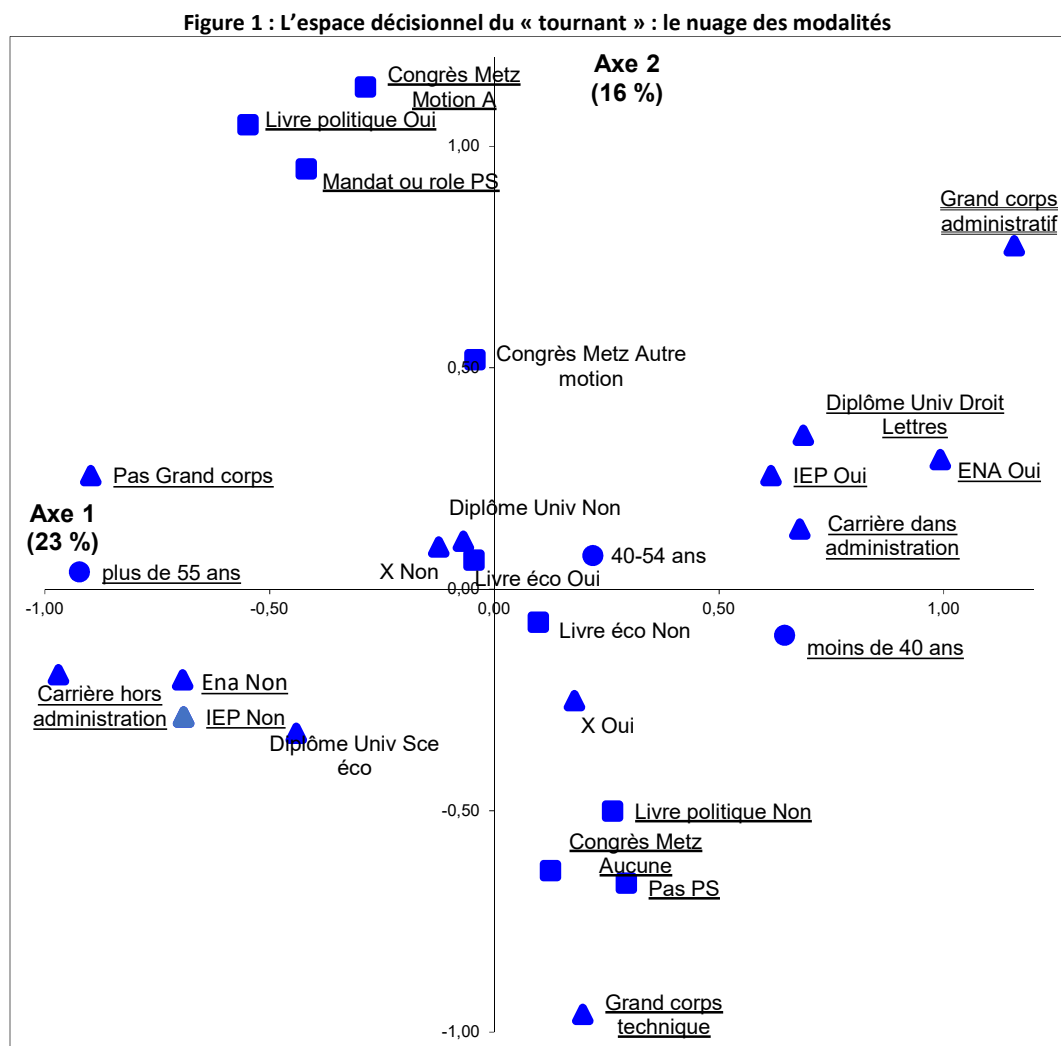 Figure 1 : L’espace décisionnel du « tournant » : le nuage des modalités
Axe 2
(16 %)
Congrès Metz
Motion A
Livre politique Oui
1,00
Mandat ou role PS
Grand corps
administratif
0,50
Congrès Metz Autre
motion
Diplôme Univ Droit
Lettres
Pas Grand corps
IEP Oui
ENA Oui
Axe 1
(23 %)
Diplôme Univ Non
Carrière dans
administration
plus de 55 ans
X Non
Livre éco Oui
40-54 ans
0,00
-1,00
-0,50
0,00
0,50
1,00
Livre éco Non
moins de 40 ans
Carrière hors
administration
Ena Non
IEP Non
Diplôme Univ Sce
éco
X Oui
-0,50
Livre politique Non
Congrès Metz
Aucune
Pas PS
Grand corps
technique
-1,00